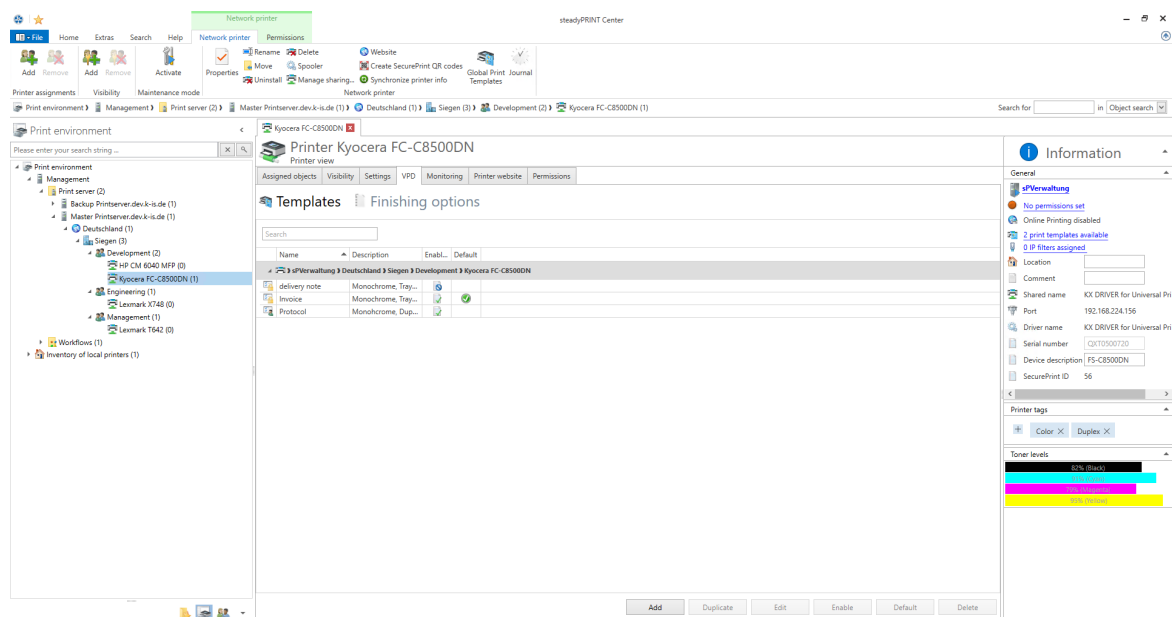 Network printer
steadyPRINT Center
File Home Extras Search Help Network printer Permissions
Add Remove Add Remove Activate Properties
Rename Delete Website
Move Spooler Create SecurePrint QR codes
Uninstall Manage sharing... Synchronize printer info
Global Print Templates Journal
Printer assignments Visibility Maintenance mode Network printer
Print environment Management Print server (2) Master Printserver.dev.k-is.de (1) Deutschland (1) Siegen (3) Development (2) Kyocera FC-C8500DN (1)
Search for in Object search
Print environment
Please enter your search string ...
Print environment
Management
Print server (2)
Backup Printserver.dev.k-is.de (1)
Master Printserver.dev.k-is.de (1)
Deutschland (1)
Siegen (3)
Development (2)
HP CM 6040 MFP (0)
Kyocera FC-C8500DN (1)
Engineering (1)
Lexmark X748 (0)
Management (1)
Lexmark T642 (0)
Workflows (1)
Inventory of local printers (1)
Kyocera FC-C8500DN
Printer Kyocera FC-C8500DN
Printer view
Assigned objects Visibility Settings VPD Monitoring Printer website Permissions
Templates Finishing options
Search
Name Description Enabl... Default
sPVerwaltung Deutschland Siegen Development Kyocera FC-C8500DN
delivery note Monochrome, Tray...
Invoice Monochrome, Tray...
Protocol Monohcrome, Dup...
Add Duplicate Edit Enable Default Delete
Information
General
sPVerwaltung
No permissions set
Online Printing disabled
2 print templates available
0 IP filters assigned
Location
Comment
Shared name KX DRIVER for Universal Pri
Port 192.168.224.156
Driver name KX DRIVER for Universal Pri
Serial number QXT0500720
Device description FS-C8500DN
SecurePrint ID 56
Printer tags
Color Duplex
Toner levels
82% (Black)
79% (Magenta)
99% (Yellow)